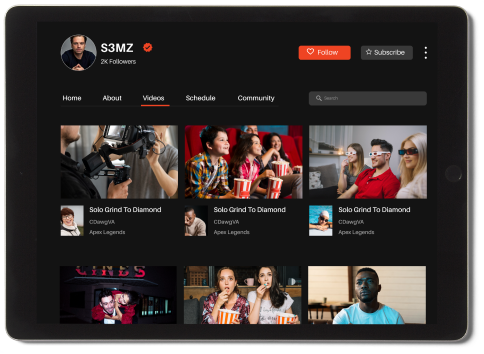 S3MZ
2K Followers
Follow
Subscribe
Home
About
Videos
Schedule
Community
Search
Solo Grind To Diamond
CDawgVA
Apex Legends
Solo Grind To Diamond
CDawgVA
Apex Legends
Solo Grind To Diamond
CDawgVA
Apex Legends